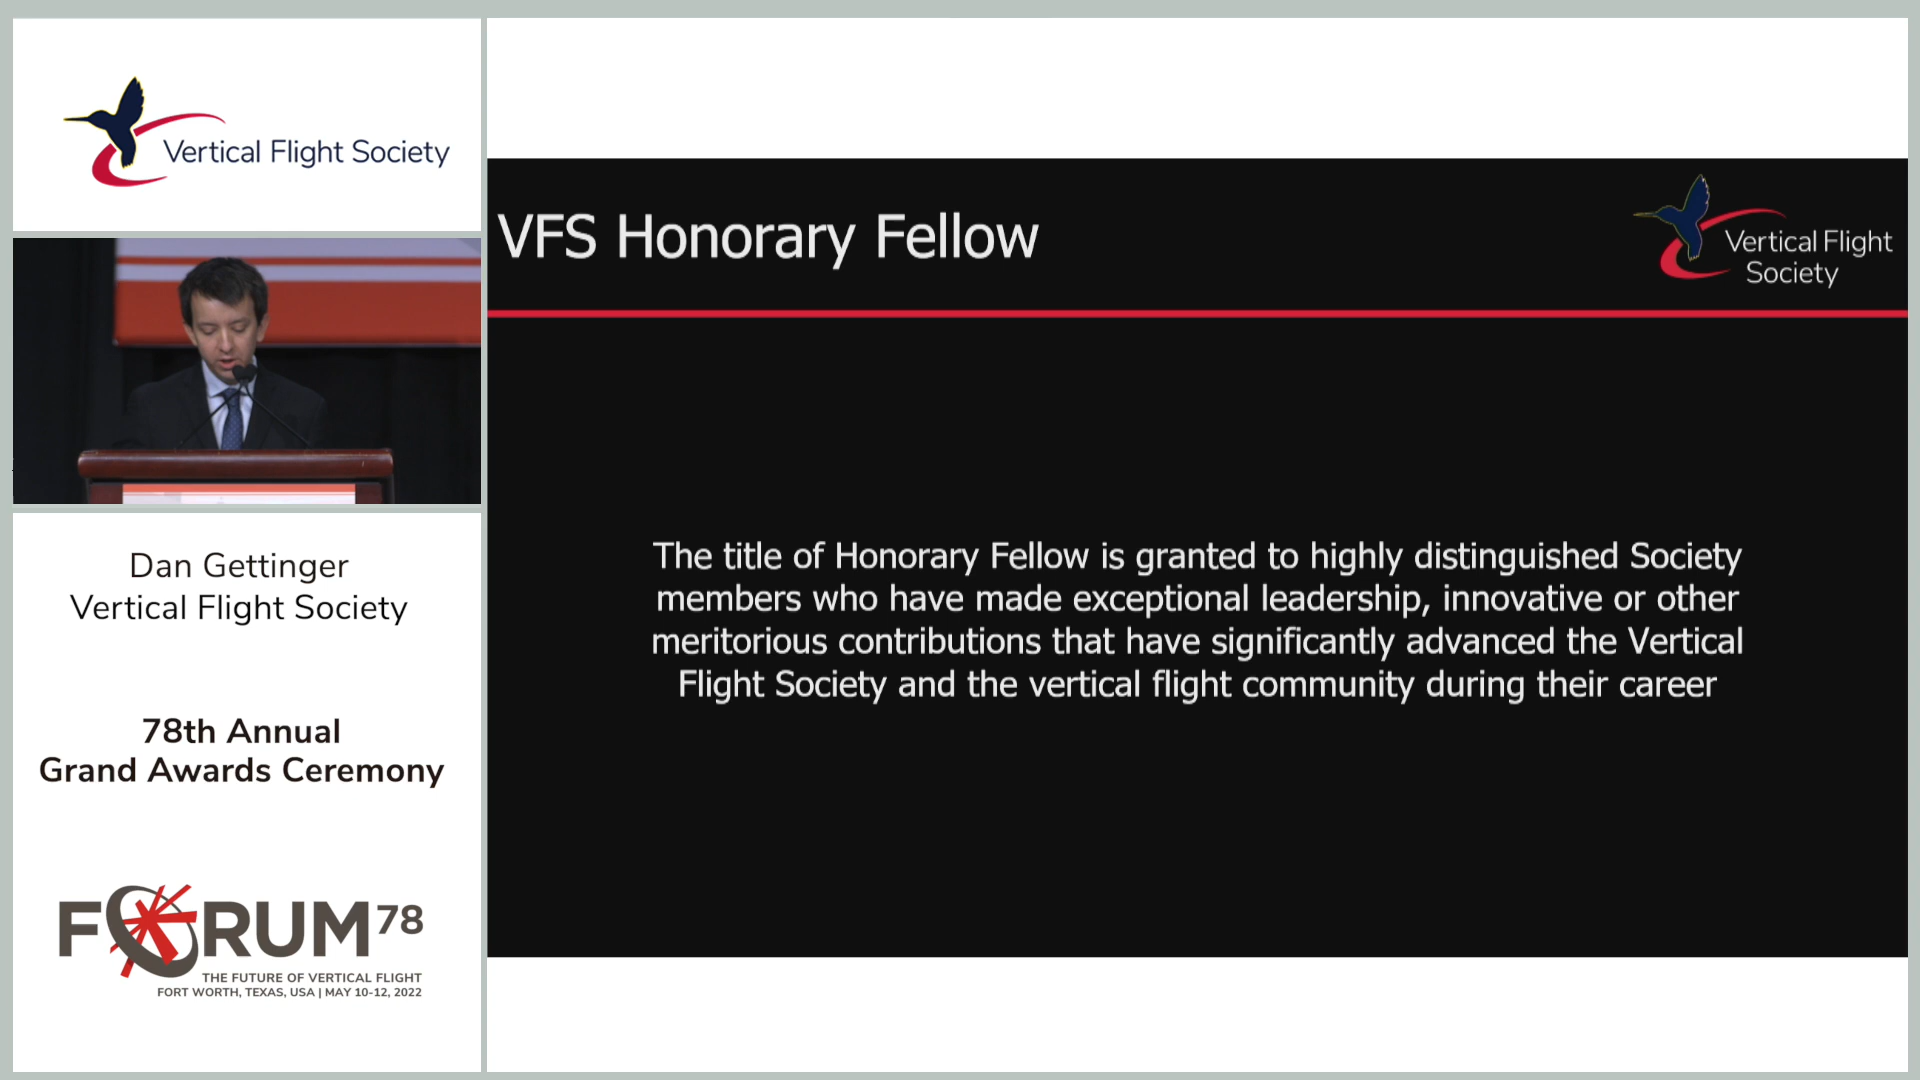 Vertical Flight Society
Dan Gettinger
Vertical Flight Society
78th Annual
Grand Awards Ceremony
FORUM 78
THE FUTURE OF VERTICAL FLIGHT
FORT WORTH, TEXAS, USA | MAY 10-12, 2022
VFS Honorary Fellow
Vertical Flight
Society
The title of Honorary Fellow is granted to highly distinguished Society
members who have made exceptional leadership, innovative or other
meritorious contributions that have significantly advanced the Vertical
Flight Society and the vertical flight community during their career